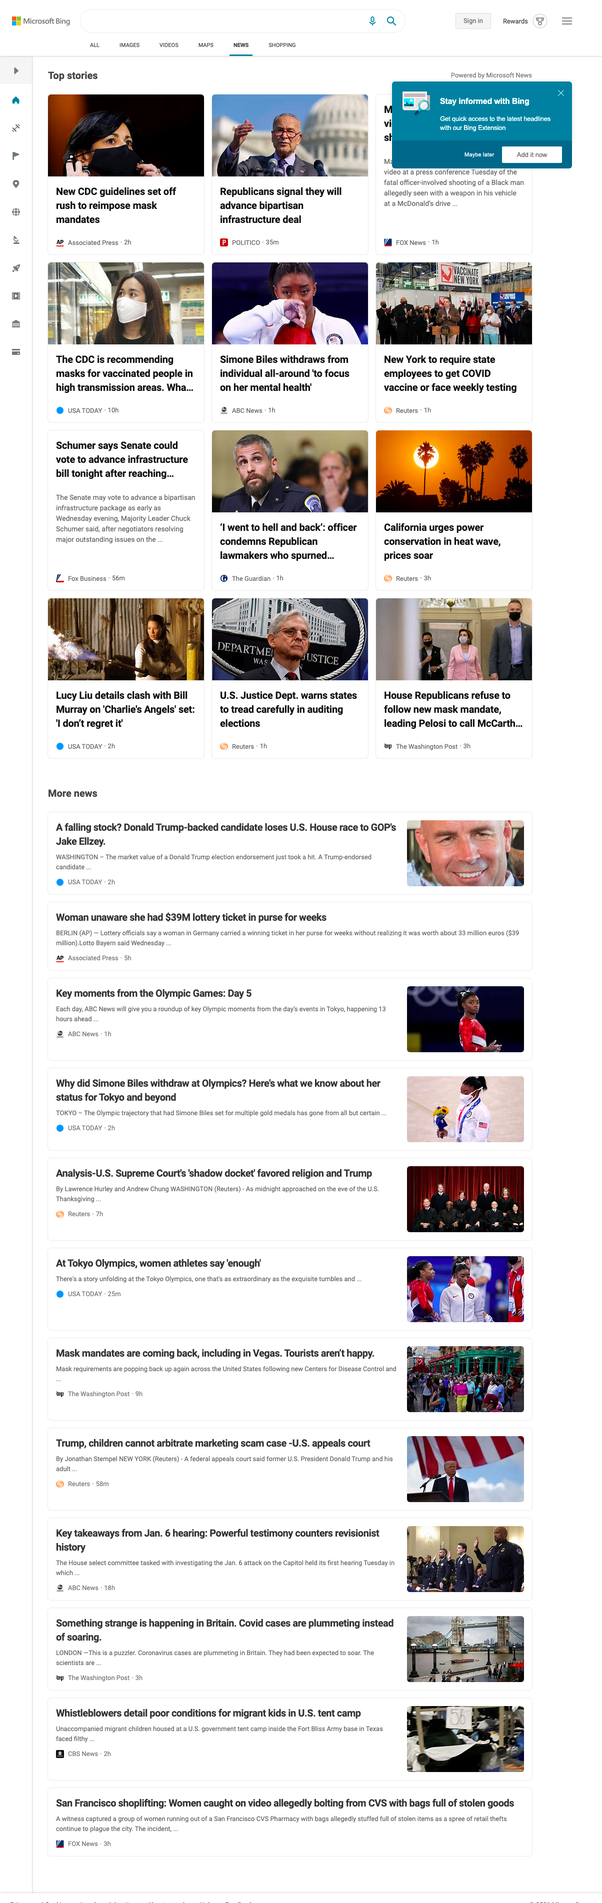 Microsoft Bing
Sign in
Rewards
ALL
IMAGES
VIDEOS
MAPS
NEWS
SHOPPING
Top stories
Powered by Microsoft News
Stay informed with Bing
Get quick access to the latest headlines
with our Bing Extension
Maybe later
Add it now
New CDC guidelines set off
rush to reimpose mask
mandates
AP Associated Press · 2h
Republicans signal they will
advance bipartisan
infrastructure deal
POLITICO · 35m
video at a press conference Tuesday of the
fatal officer-involved shooting of a Black man
allegedly seen with a weapon in his vehicle
at a McDonald's drive ...
FOX News · 1h
The CDC is recommending
masks for vaccinated people in
high transmission areas. Wha...
USA TODAY · 10h
Simone Biles withdraws from
individual all-around 'to focus
on her mental health'
ABC News · 1h
VACCINATE
NEW YORK
New York to require state
employees to get COVID
vaccine or face weekly testing
Reuters · 1h
Schumer says Senate could
vote to advance infrastructure
bill tonight after reaching...
The Senate may vote to advance a bipartisan
infrastructure package as early as
Wednesday evening, Majority Leader Chuck
Schumer said, after negotiators resolving
major outstanding issues on the ...
Fox Business · 56m
'I went to hell and back': officer
condemns Republican
lawmakers who spurned...
The Guardian · 1h
California urges power
conservation in heat wave,
prices soar
Reuters · 3h
Lucy Liu details clash with Bill
Murray on 'Charlie's Angels' set:
'I don't regret it'
USA TODAY · 2h
U.S. Justice Dept. warns states
to tread carefully in auditing
elections
Reuters · 1h
House Republicans refuse to
follow new mask mandate,
leading Pelosi to call McCarth...
wp The Washington Post · 3h
More news
A falling stock? Donald Trump-backed candidate loses U.S. House race to GOP's
Jake Ellzey.
WASHINGTON – The market value of a Donald Trump election endorsement just took a hit. A Trump-endorsed
candidate ...
USA TODAY · 2h
Woman unaware she had $39M lottery ticket in purse for weeks
BERLIN (AP) — Lottery officials say a woman in Germany carried a winning ticket in her purse for weeks without realizing it was worth about 33 million euros ($39
million).Lotto Bayern said Wednesday ...
AP Associated Press · 5h
Key moments from the Olympic Games: Day 5
Each day, ABC News will give you a roundup of key Olympic moments from the day's events in Tokyo, happening 13
hours ahead ...
ABC News · 1h
Why did Simone Biles withdraw at Olympics? Here's what we know about her
status for Tokyo and beyond
TOKYO – The Olympic trajectory that had Simone Biles set for multiple gold medals has gone from all but certain ...
USA TODAY · 2h
Analysis-U.S. Supreme Court's 'shadow docket' favored religion and Trump
By Lawrence Hurley and Andrew Chung WASHINGTON (Reuters) - As midnight approached on the eve of the U.S.
Thanksgiving ...
Reuters · 7h
At Tokyo Olympics, women athletes say 'enough'
There's a story unfolding at the Tokyo Olympics, one that's as extraordinary as the exquisite tumbles and ...
USA TODAY · 25m
Mask mandates are coming back, including in Vegas. Tourists aren't happy.
Mask requirements are popping back up again across the United States following new Centers for Disease Control and
...
wp The Washington Post · 9h
Trump, children cannot arbitrate marketing scam case -U.S. appeals court
By Jonathan Stempel NEW YORK (Reuters) - A federal appeals court said former U.S. President Donald Trump and his
adult ...
Reuters · 58m
Key takeaways from Jan. 6 hearing: Powerful testimony counters revisionist
history
The House select committee tasked with investigating the Jan. 6 attack on the Capitol held its first hearing Tuesday in
which ...
ABC News · 18h
Something strange is happening in Britain. Covid cases are plummeting instead
of soaring.
LONDON —This is a puzzler. Coronavirus cases are plummeting in Britain. They had been expected to soar. The
scientists are ...
wp The Washington Post · 3h
Whistleblowers detail poor conditions for migrant kids in U.S. tent camp
Unaccompanied migrant children housed at a U.S. government tent camp inside the Fort Bliss Army base in Texas
faced filthy ...
CBS News · 2h
San Francisco shoplifting: Women caught on video allegedly bolting from CVS with bags full of stolen goods
A witness captured a group of women running out of a San Francisco CVS Pharmacy with bags allegedly stuffed full of stolen items as a spree of retail thefts
continue to plague the city. The incident, ...
FOX News · 3h